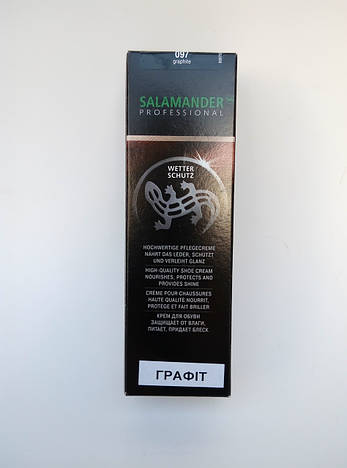 097
graphite
SALAMANDER
PROFESSIONAL
WETTER
SCHUTZ
HOCHWERTIGE PFLEGECREME
NÄHRT DAS LEDER, SCHÜTZT
UND VERLEIHT GLANZ
HIGH-QUALITY SHOE CREAM
NOURISHES, PROTECTS AND
PROVIDES SHINE
CRÈME POUR CHAUSSURES
HAUTE QUALITÉ NOURRIT,
PROTÈGE ET FAIT BRILLER
КРЕМ ДЛЯ ОБУВИ
ЗАЩИЩАЕТ ОТ ВЛАГИ,
ПИТАЕТ, ПРИДАЕТ БЛЕСК
ГРАФІТ